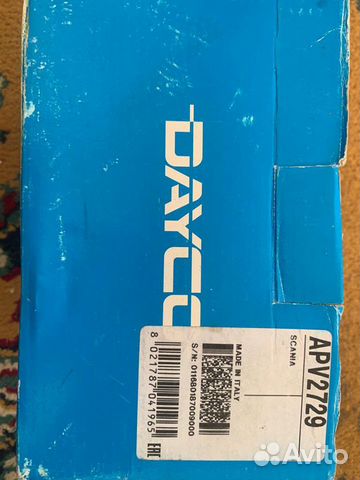 DAYCO
APV2729
SCANIA
MADE IN ITALY
S/N: 011680187009000
8 021787 041965
EAC
Avito